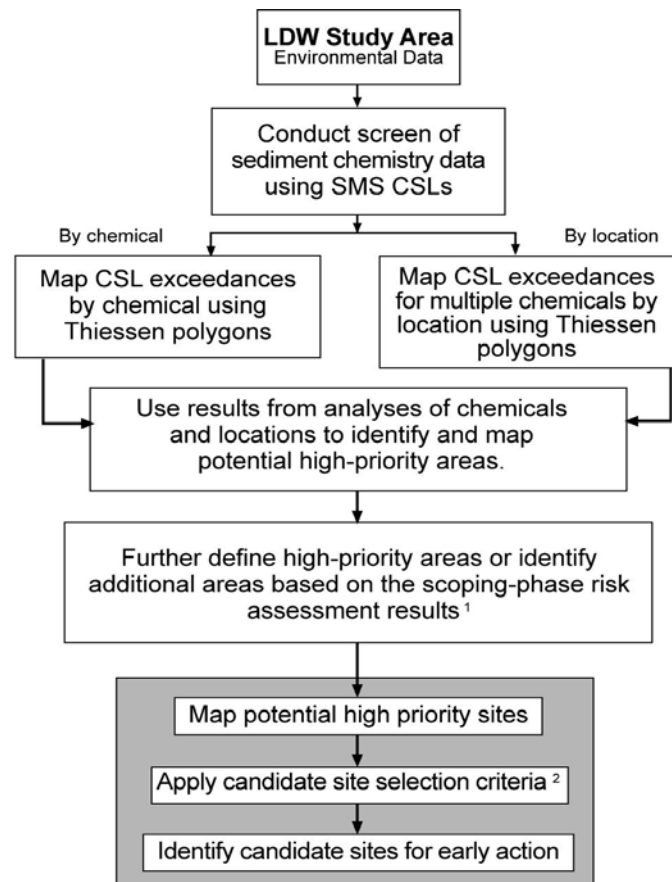 LDW Study Area
Environmental Data
Conduct screen of
sediment chemistry data
using SMS CSLs
By chemical
By location
Map CSL exceedances
by chemical using
Thiessen polygons
Map CSL exceedances
for multiple chemicals by
location using Thiessen
polygons
Use results from analyses of chemicals
and locations to identify and map
potential high-priority areas.
Further define high-priority areas or identify
additional areas based on the scoping-phase risk
assessment results 1
Map potential high priority sites
Apply candidate site selection criteria 2
Identify candidate sites for early action